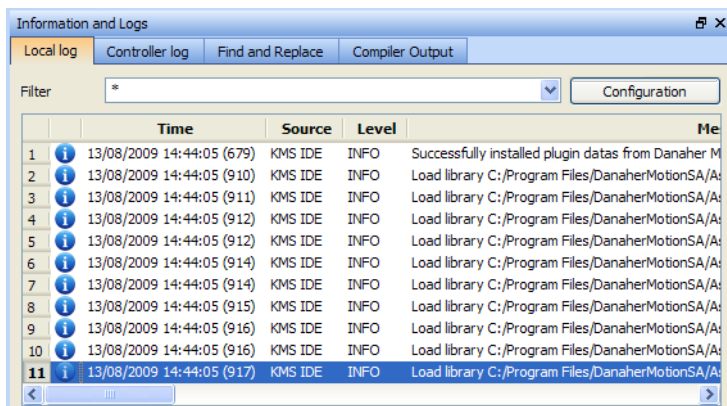 Information and Logs
Local log Controller log Find and Replace Compiler Output
Filter * Configuration
Time Source Level
1 13/08/2009 14:44:05 (679) KMS IDE INFO Successfully installed plugin datas from Danaher
2 13/08/2009 14:44:05 (910) KMS IDE INFO Load library C:/Program Files/DanaherMotionSA/
3 13/08/2009 14:44:05 (911) KMS IDE INFO Load library C:/Program Files/DanaherMotionSA/
4 13/08/2009 14:44:05 (912) KMS IDE INFO Load library C:/Program Files/DanaherMotionSA/
5 13/08/2009 14:44:05 (912) KMS IDE INFO Load library C:/Program Files/DanaherMotionSA/
6 13/08/2009 14:44:05 (914) KMS IDE INFO Load library C:/Program Files/DanaherMotionSA/
7 13/08/2009 14:44:05 (914) KMS IDE INFO Load library C:/Program Files/DanaherMotionSA/
8 13/08/2009 14:44:05 (915) KMS IDE INFO Load library C:/Program Files/DanaherMotionSA/
9 13/08/2009 14:44:05 (916) KMS IDE INFO Load library C:/Program Files/DanaherMotionSA/
10 13/08/2009 14:44:05 (916) KMS IDE INFO Load library C:/Program Files/DanaherMotionSA/
11 13/08/2009 14:44:05 (917) KMS IDE INFO Load library C:/Program Files/DanaherMotionSA/